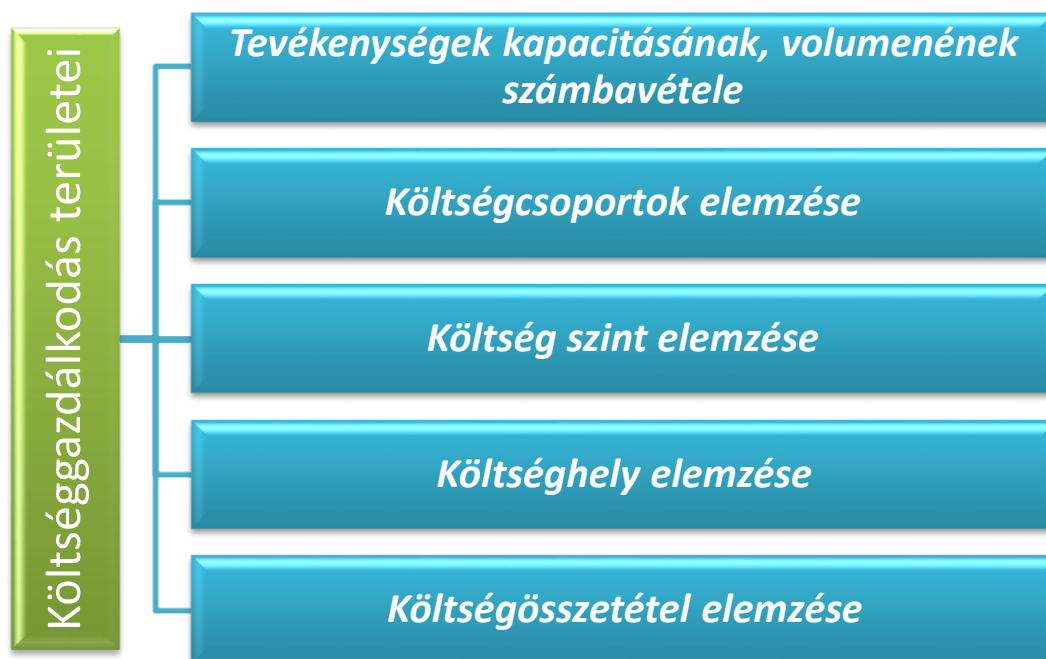 Költséggazdálkodás területei
Tevékenységek kapacitásának, volumenének
számbavétele
Költségcsoportok elemzése
Költség szint elemzése
Költséghely elemzése
Költségösszetétel elemzése